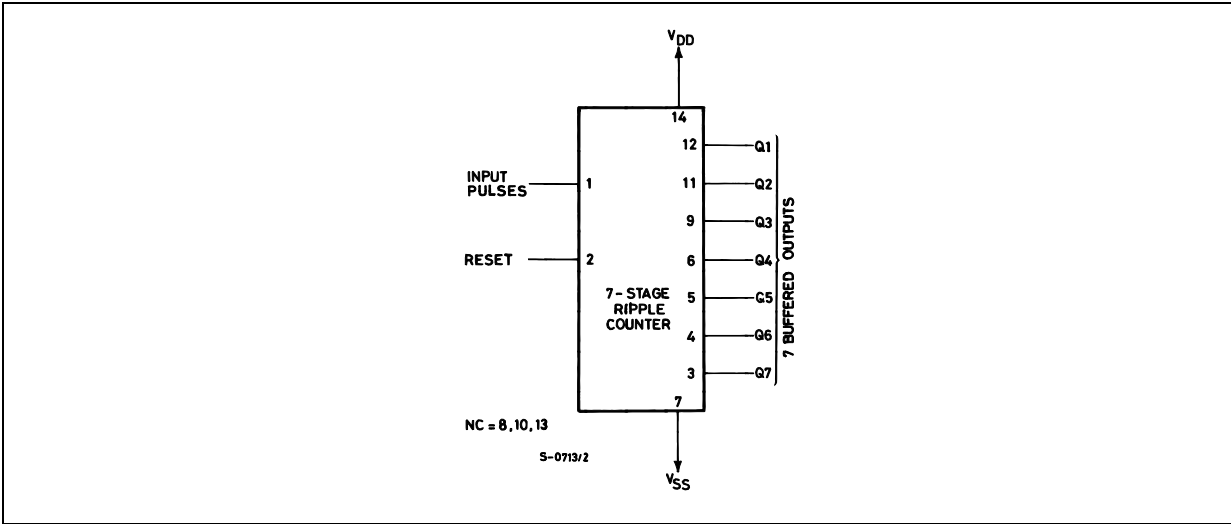 VDD
14
12 Q1
INPUT PULSES
1
11 Q2
9 Q3
RESET 2
6 Q4
7-STAGE
RIPPLE
COUNTER
5 Q5
4 Q6
3 Q7
7 BUFFERED OUTPUTS
7
NC = 8, 10, 13
S-0713/2
VSS